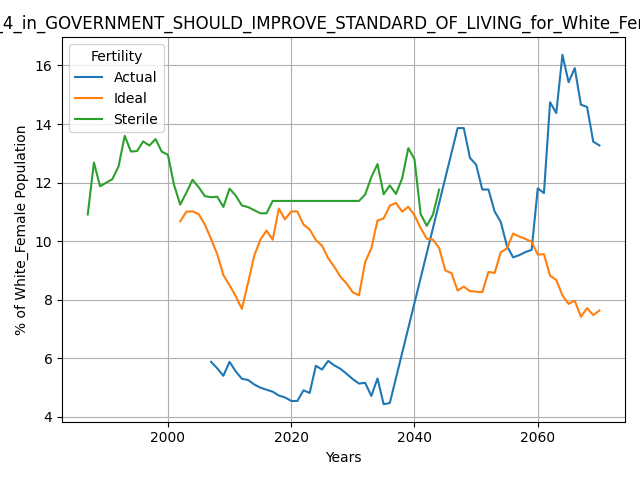 _4_in_GOVERNMENT_SHOULD_IMPROVE_STANDARD_OF_LIVING_for_White_Fem
Fertility
Actual
Ideal
Sterile
% of White_Female Population
16
14
12
10
8
6
4
2000
2020
2040
2060
Years